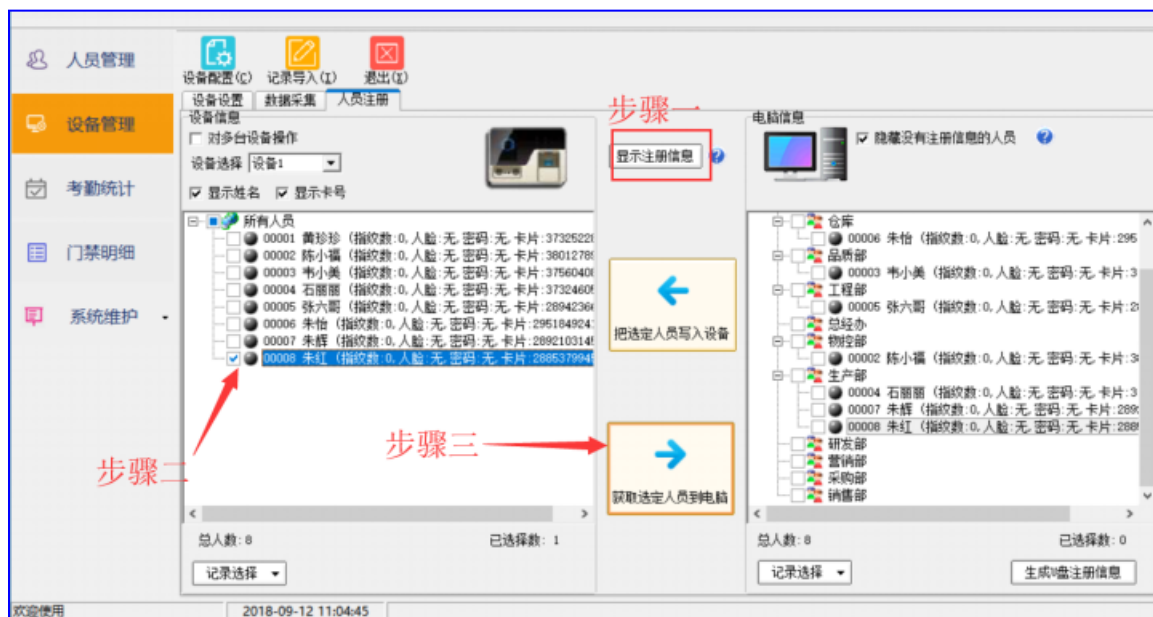 人员管理
设备管理
考勤统计
门禁明细
系统维护
设备配置(C) 记录导入(I) 退出(X)
设备设置 数据采集 人员注册
设备信息
对多台设备操作
设备选择 设备1
显示姓名 显示卡号
所有人员
00001 黄珍珍 (指纹数:0,人脸:无,密码:无,卡片:3732522
00002 陈小福 (指纹数:0,人脸:无,密码:无,卡片:3801278
00003 韦小美 (指纹数:0,人脸:无,密码:无,卡片:3756040
00004 石丽丽 (指纹数:0,人脸:无,密码:无,卡片:3732460
00005 张六哥 (指纹数:0,人脸:无,密码:无,卡片:2894236
00006 朱怡 (指纹数:0,人脸:无,密码:无,卡片:295184924
00007 朱辉 (指纹数:0,人脸:无,密码:无,卡片:289210314
00008 朱红 (指纹数:0,人脸:无,密码:无,卡片:288537994
总人数:8 已选择数: 1
记录选择
步骤一
显示注册信息
把选定人员写入设备
步骤二
步骤三
获取选定人员到电脑
电脑信息
隐藏没有注册信息的人员
仓库
00006 朱怡 (指纹数:0,人脸:无,密码:无,卡片:295
品质部
00003 韦小美 (指纹数:0,人脸:无,密码:无,卡片:3
工程部
00005 张六哥 (指纹数:0,人脸:无,密码:无,卡片:2
总经办
物控部
00002 陈小福 (指纹数:0,人脸:无,密码:无,卡片:3
生产部
00004 石丽丽 (指纹数:0,人脸:无,密码:无,卡片:3
00007 朱辉 (指纹数:0,人脸:无,密码:无,卡片:289
00008 朱红 (指纹数:0,人脸:无,密码:无,卡片:288
研发部
营销部
采购部
销售部
总人数:8 已选择数: 0
记录选择 生成U盘注册信息
欢迎使用 2018-09-12 11:04:45